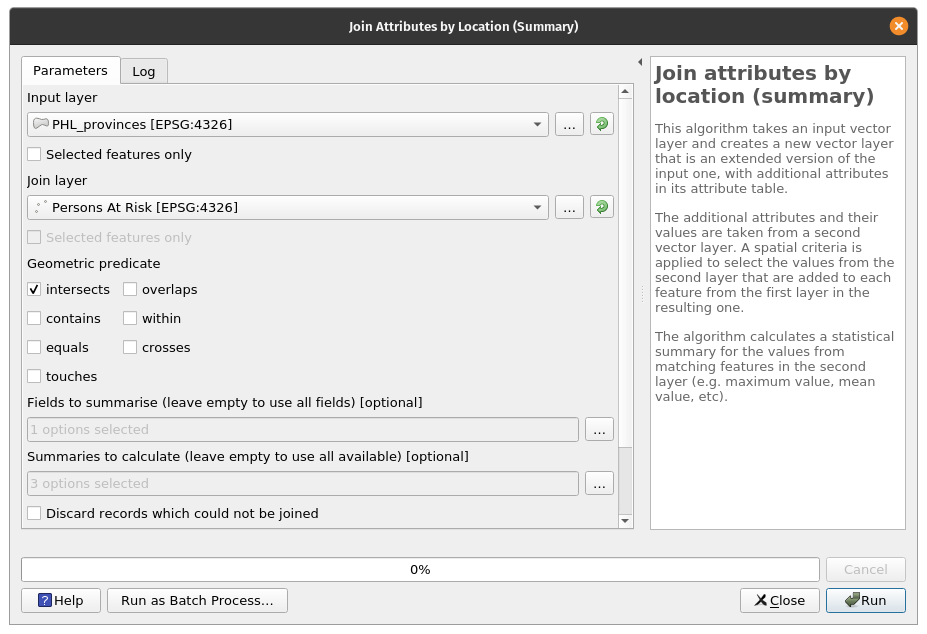 Join Attributes by Location (Summary)
Parameters
Log
Input layer
PHL_provinces [EPSG:4326]
...
Selected features only
Join layer
Persons At Risk [EPSG:4326]
...
Selected features only
Geometric predicate
intersects
overlaps
contains
within
equals
crosses
touches
Fields to summarise (leave empty to use all fields) [optional]
1 options selected
...
Summaries to calculate (leave empty to use all available) [optional]
3 options selected
...
Discard records which could not be joined
Join attributes by
location (summary)
This algorithm takes an input vector
layer and creates a new vector layer
that is an extended version of the
input one, with additional attributes
in its attribute table.
The additional attributes and their
values are taken from a second
vector layer. A spatial criteria is
applied to select the values from the
second layer that are added to each
feature from the first layer in the
resulting one.
The algorithm calculates a statistical
summary for the values from
matching features in the second
layer (e.g. maximum value, mean
value, etc).
0%
Cancel
? Help
Run as Batch Process...
Close
Run